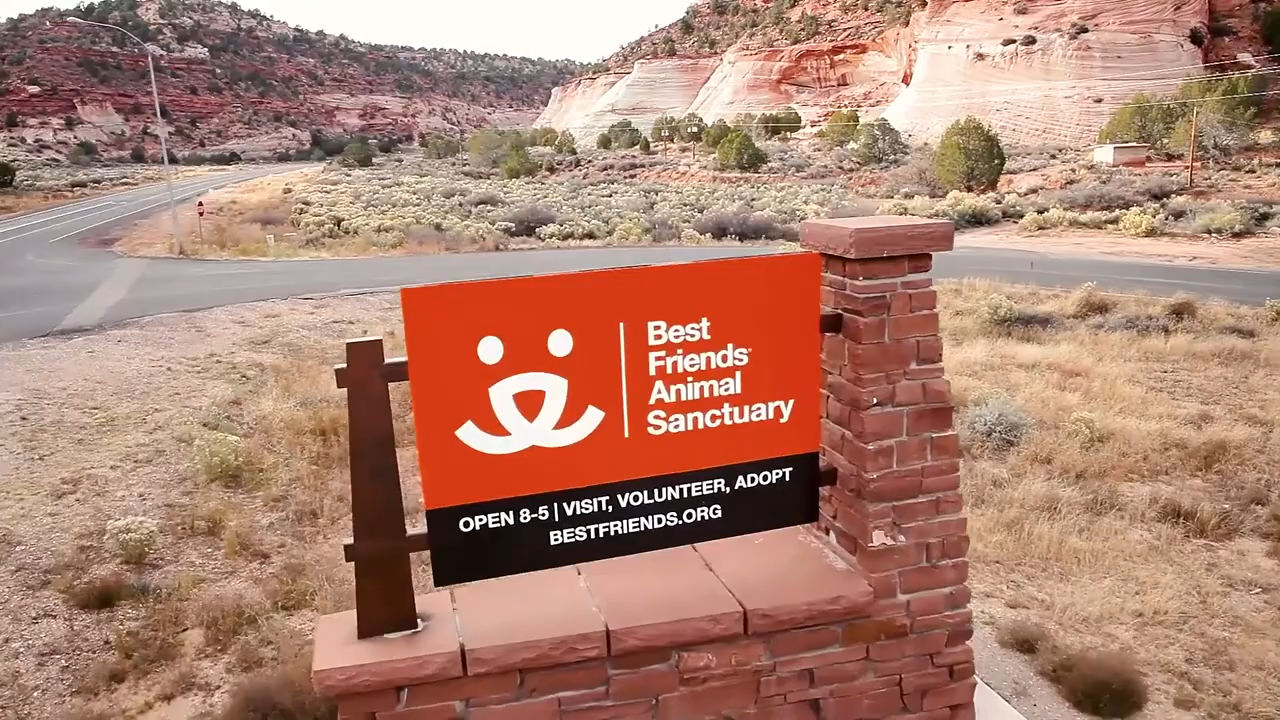 Best
Friends
Animal
Sanctuary
OPEN 8-5 | VISIT, VOLUNTEER, ADOPT
BESTFRIENDS.ORG